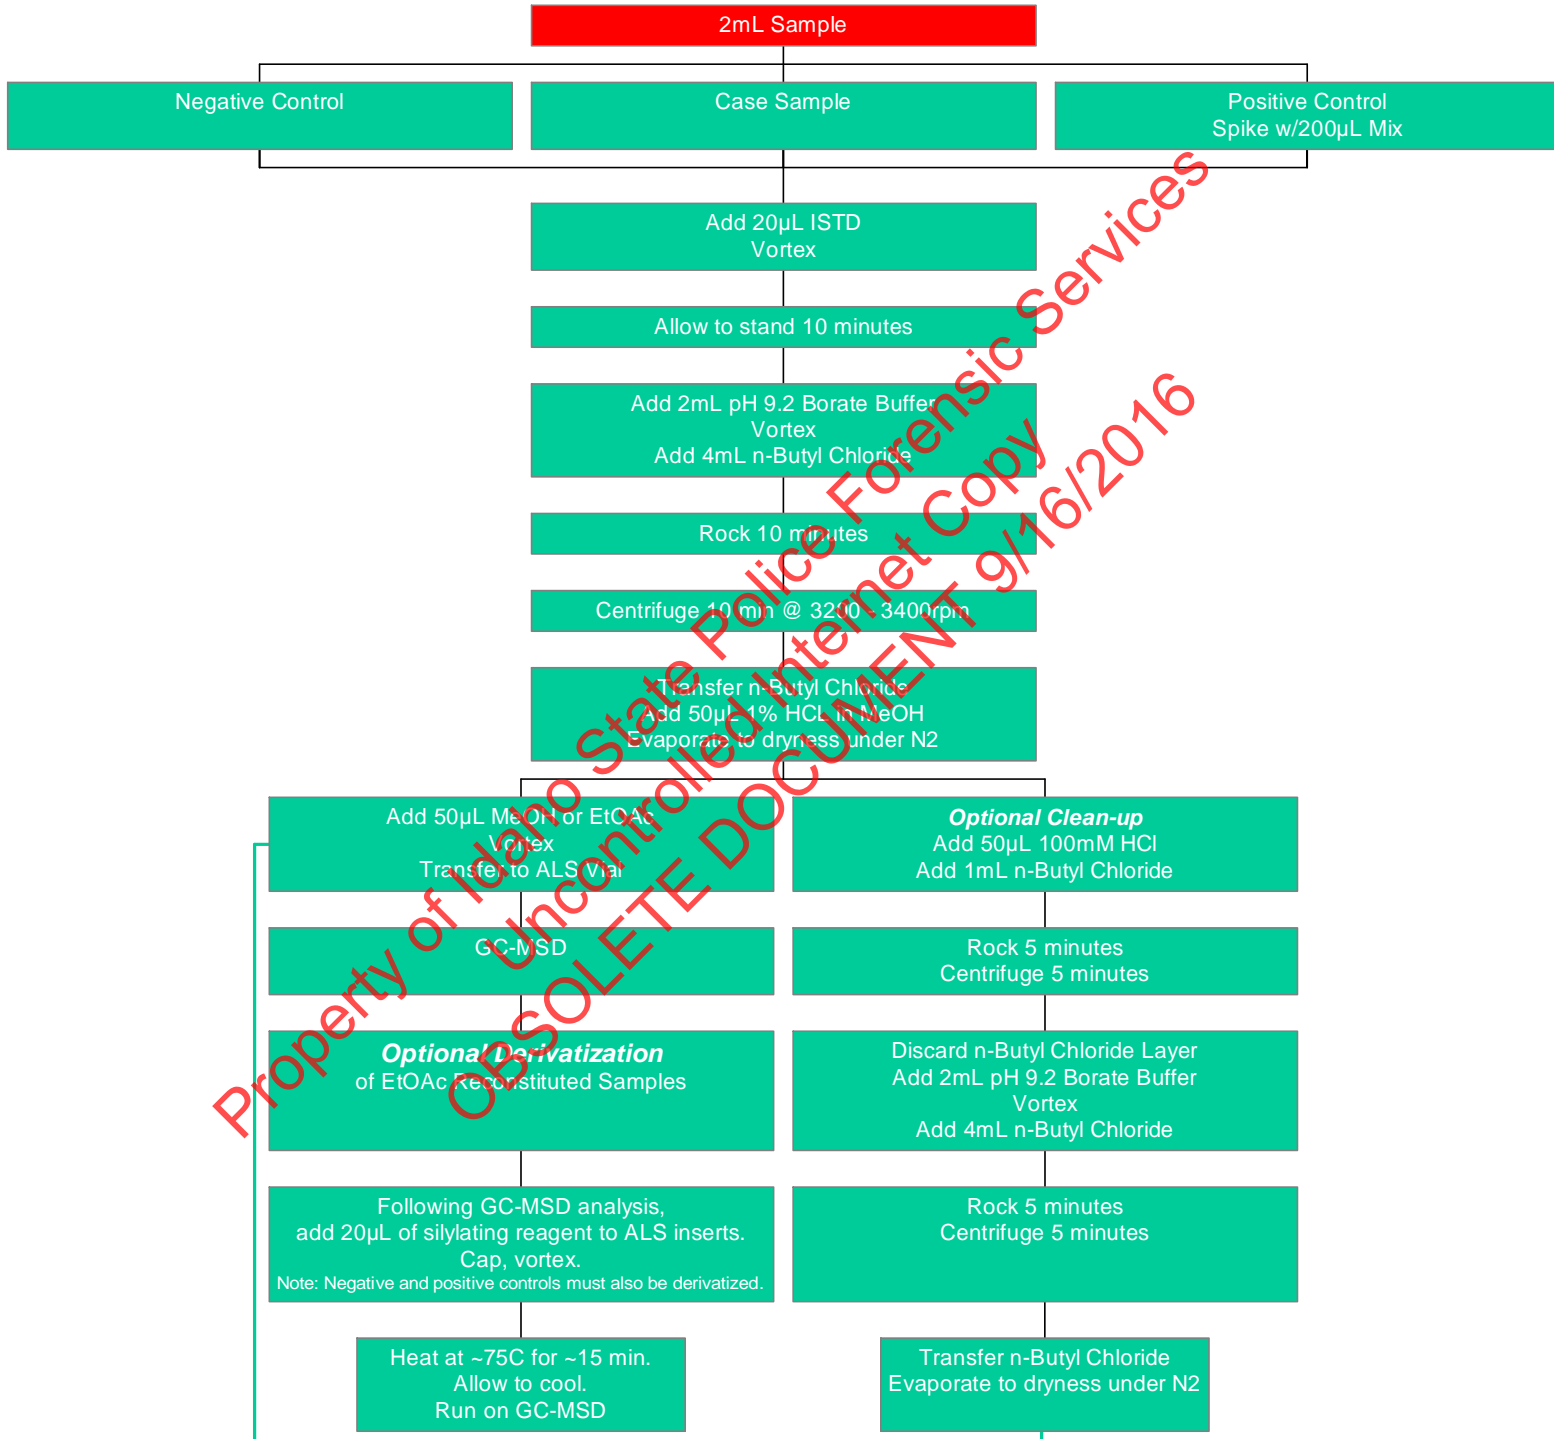 2mL Sample
Negative Control
Case Sample
Positive Control
Spike w/200µL Mix
Add 20µL ISTD
Vortex
Allow to stand 10 minutes
Add 2mL pH 9.2 Borate Buffer
Vortex
Add 4mL n-Butyl Chloride
Rock 10 minutes
Centrifuge 10 min @ 3200 - 3400rpm
Transfer n-Butyl Chloride
Add 50µL 1% HCL in MeOH
Evaporate to dryness under N2
Add 50µL MeOH or EtOAc
Vortex
Transfer to ALS Vial
GC-MSD
Optional Derivatization
of EtOAc Reconstituted Samples
Following GC-MSD analysis,
add 20µL of silylating reagent to ALS inserts.
Cap, vortex.
Note: Negative and positive controls must also be derivatized.
Heat at ~75C for ~15 min.
Allow to cool.
Run on GC-MSD
Optional Clean-up
Add 50µL 100mM HCl
Add 1mL n-Butyl Chloride
Rock 5 minutes
Centrifuge 5 minutes
Discard n-Butyl Chloride Layer
Add 2mL pH 9.2 Borate Buffer
Vortex
Add 4mL n-Butyl Chloride
Rock 5 minutes
Centrifuge 5 minutes
Transfer n-Butyl Chloride
Evaporate to dryness under N2
Property of Idaho State Police Forensic Services
Uncontrolled Internet Copy
OBSOLETE DOCUMENT 9/16/2016